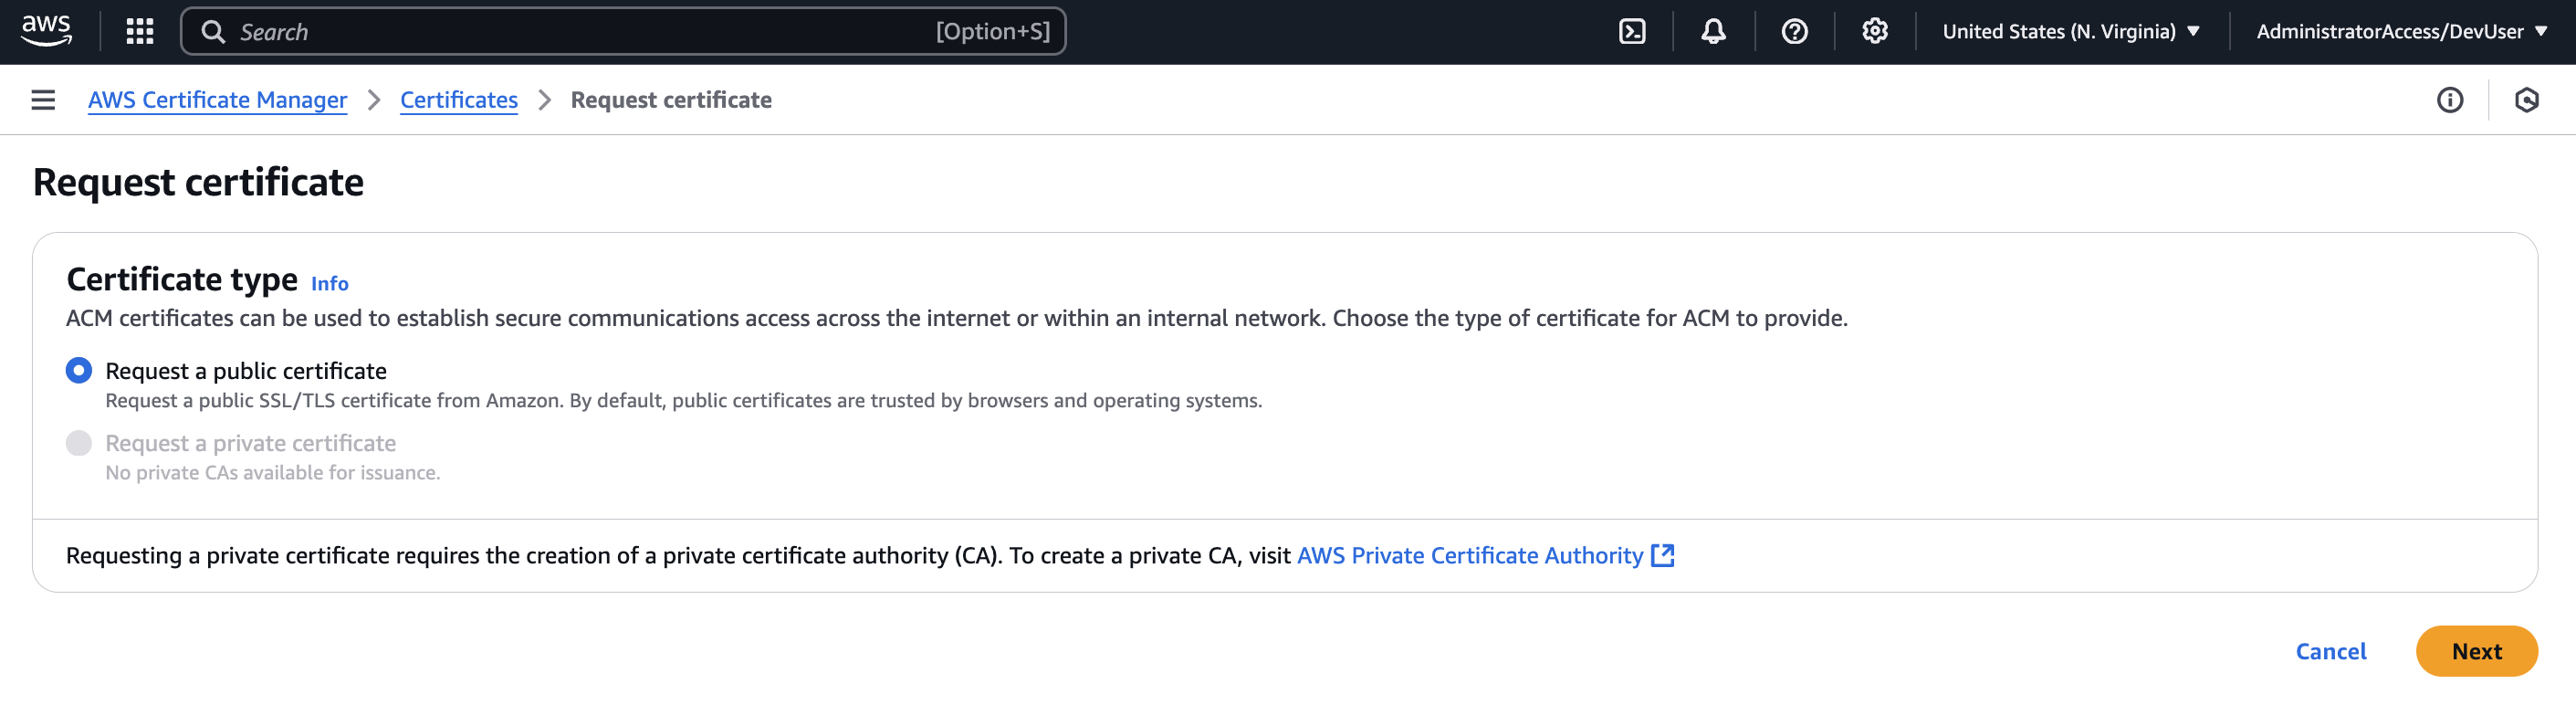 aws
Search [Option+S] United States (N. Virginia) AdministratorAccess/DevUser
AWS Certificate Manager Certificates Request certificate
Request certificate
Certificate type Info
ACM certificates can be used to establish secure communications access across the internet or within an internal network. Choose the type of certificate for ACM to provide.
Request a public certificate
Request a public SSL/TLS certificate from Amazon. By default, public certificates are trusted by browsers and operating systems.
Request a private certificate
No private CAs available for issuance.
Requesting a private certificate requires the creation of a private certificate authority (CA). To create a private CA, visit AWS Private Certificate Authority
Cancel Next